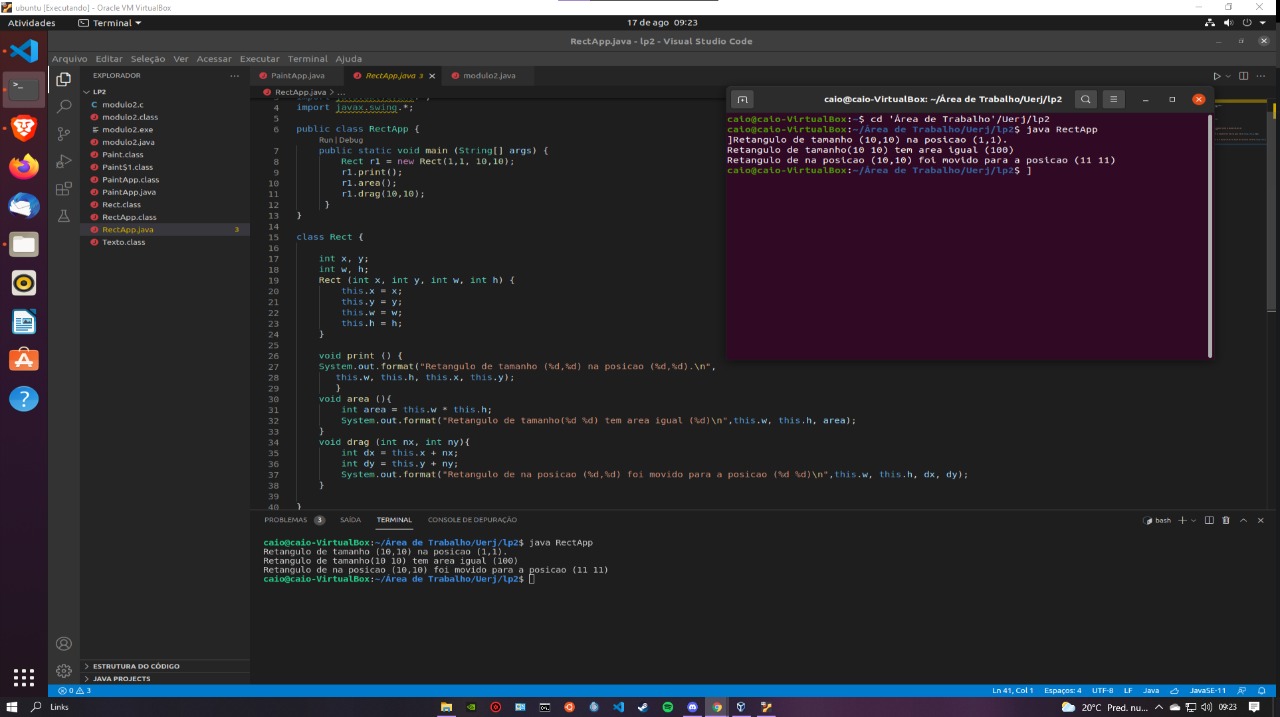 ubuntu [Executando] - Oracle VM VirtualBox
Atividades
Terminal
17 de ago 09:23
RectApp.java - lp2 - Visual Studio Code
Arquivo Editar Seleção Ver Acessar Executar Terminal Ajuda
EXPLORADOR
LP2
modulo2.c
modulo2.class
modulo2.exe
modulo2.java
Paint.class
Paint$1.class
PaintApp.class
PaintApp.java
Rect.class
RectApp.class
RectApp.java 3
Texto.class
ESTRUTURA DO CÓDIGO
JAVA PROJECTS
PaintApp.java
RectApp.java 3
modulo2.java
RectApp.java > ...
4 import javax.swing.*;
5
6 public class RectApp {
Run | Debug
7 public static void main (String[] args) {
8 Rect r1 = new Rect(1,1, 10,10);
9 r1.print();
10 r1.area();
11 r1.drag(10,10);
12 }
13 }
14
15 class Rect {
16
17 int x, y;
18 int w, h;
19 Rect (int x, int y, int w, int h) {
20 this.x = x;
21 this.y = y;
22 this.w = w;
23 this.h = h;
24 }
25
26 void print () {
27 System.out.format("Retangulo de tamanho (%d,%d) na posicao (%d,%d).\n",
28 this.w, this.h, this.x, this.y);
29 }
30 void area (){
31 int area = this.w * this.h;
32 System.out.format("Retangulo de tamanho(%d %d) tem area igual (%d)\n",this.w, this.h, area);
33 }
34 void drag (int nx, int ny){
35 int dx = this.x + nx;
36 int dy = this.y + ny;
37 System.out.format("Retangulo de na posicao (%d,%d) foi movido para a posicao (%d %d)\n",this.w, this.h, dx, dy);
38 }
39
40 }
caio@caio-VirtualBox: ~/Área de Trabalho/Uerj/lp2
caio@caio-VirtualBox:~$ cd 'Área de Trabalho'/Uerj/lp2
caio@caio-VirtualBox:~/Área de Trabalho/Uerj/lp2$ java RectApp
]Retangulo de tamanho (10,10) na posicao (1,1).
Retangulo de tamanho(10 10) tem area igual (100)
Retangulo de na posicao (10,10) foi movido para a posicao (11 11)
caio@caio-VirtualBox:~/Área de Trabalho/Uerj/lp2$ ]
PROBLEMAS 3 SAÍDA TERMINAL CONSOLE DE DEPURAÇÃO
bash
caio@caio-VirtualBox:~/Área de Trabalho/Uerj/lp2$ java RectApp
Retangulo de tamanho (10,10) na posicao (1,1).
Retangulo de tamanho(10 10) tem area igual (100)
Retangulo de na posicao (10,10) foi movido para a posicao (11 11)
caio@caio-VirtualBox:~/Área de Trabalho/Uerj/lp2$
0 3
Ln 41, Col 1 Espaços: 4 UTF-8 LF Java JavaSE-11
Links
20°C Pred. nu...
09:23